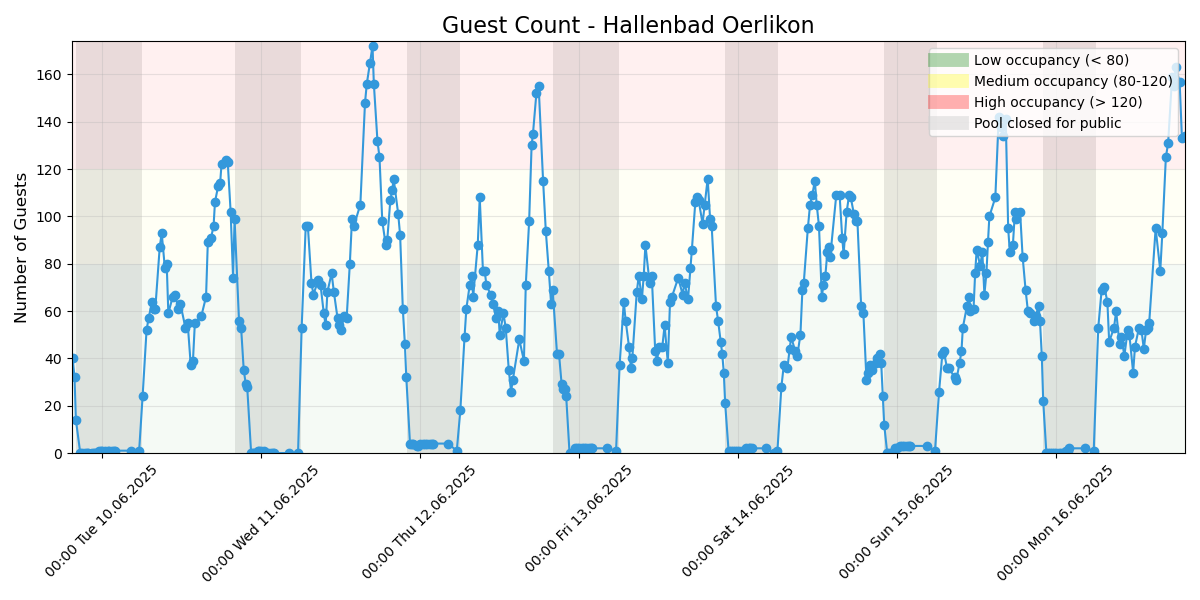 Guest Count - Hallenbad Oerlikon
Number of Guests
160
140
120
100
80
60
40
20
0
Low occupancy (< 80)
Medium occupancy (80-120)
High occupancy (> 120)
Pool closed for public
00:00 Tue 10.06.2025
00:00 Wed 11.06.2025
00:00 Thu 12.06.2025
00:00 Fri 13.06.2025
00:00 Sat 14.06.2025
00:00 Sun 15.06.2025
00:00 Mon 16.06.2025